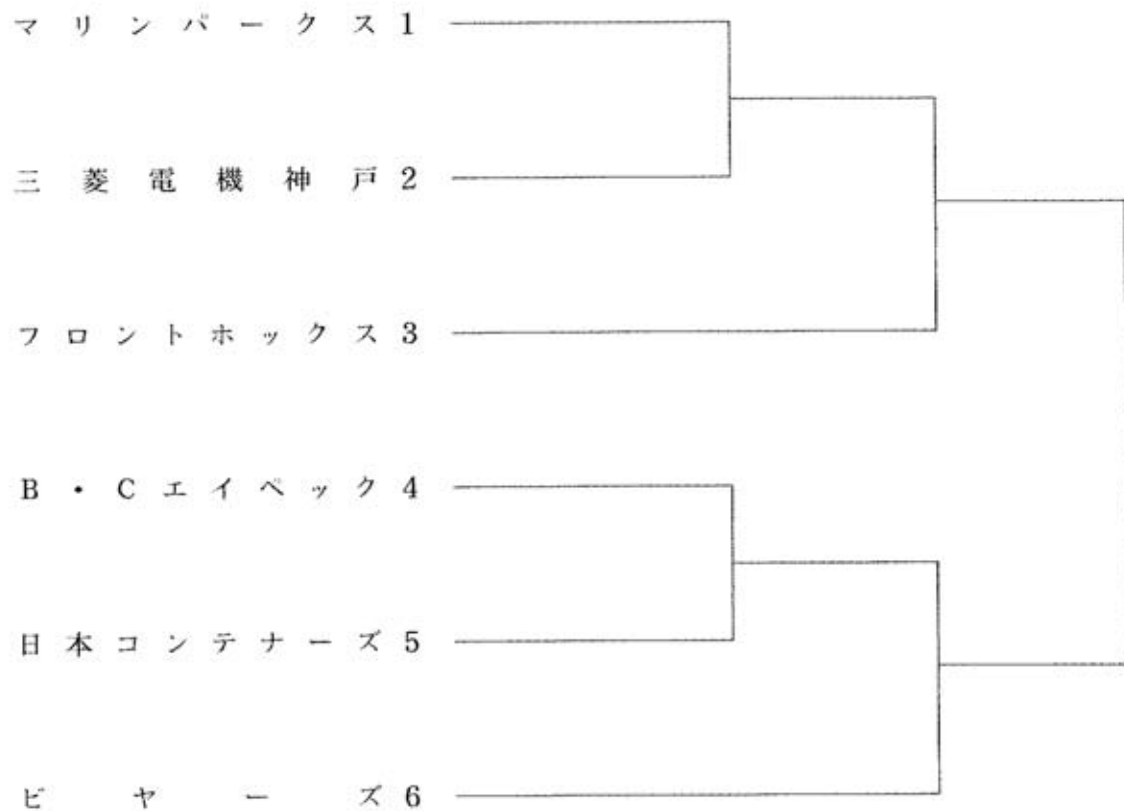 マリンパークス 1
三菱電機神戸 2
フロントホックス 3
B・Cエイペック 4
日本コンテナーズ 5
ビヤーズ 6